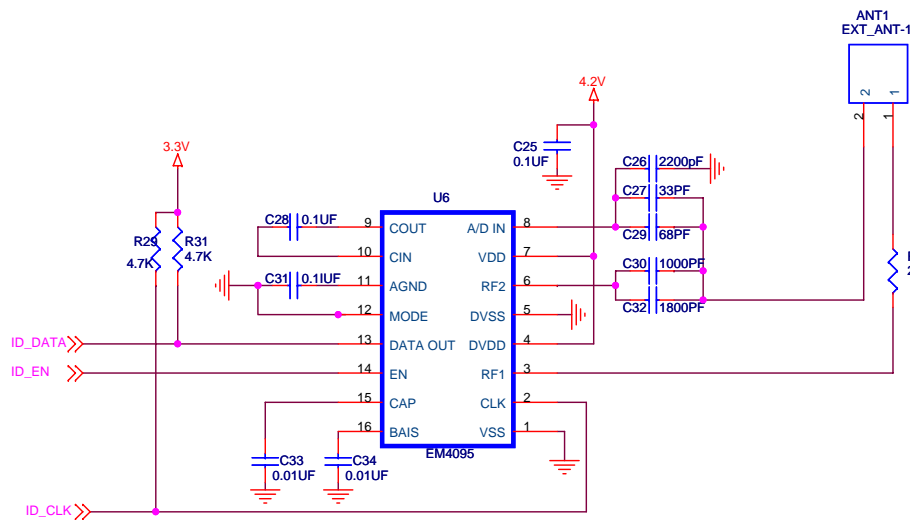 ANT1
EXT_ANT-1
2
1
2
1
4.2V
3.3V
C25
0.1UF
C26 2200pF
C27 33PF
C29 68PF
C30 1000PF
C32 1800PF
R29
4.7K
R31
4.7K
C28 0.1UF
C31 0.1IUF
U6
9 COUT A/D IN 8
10 CIN VDD 7
11 AGND RF2 6
12 MODE DVSS 5
13 DATA OUT DVDD 4
14 EN RF1 3
15 CAP CLK 2
16 BAIS VSS 1
EM4095
ID_DATA
ID_EN
C33
0.01UF
C34
0.01UF
ID_CLK